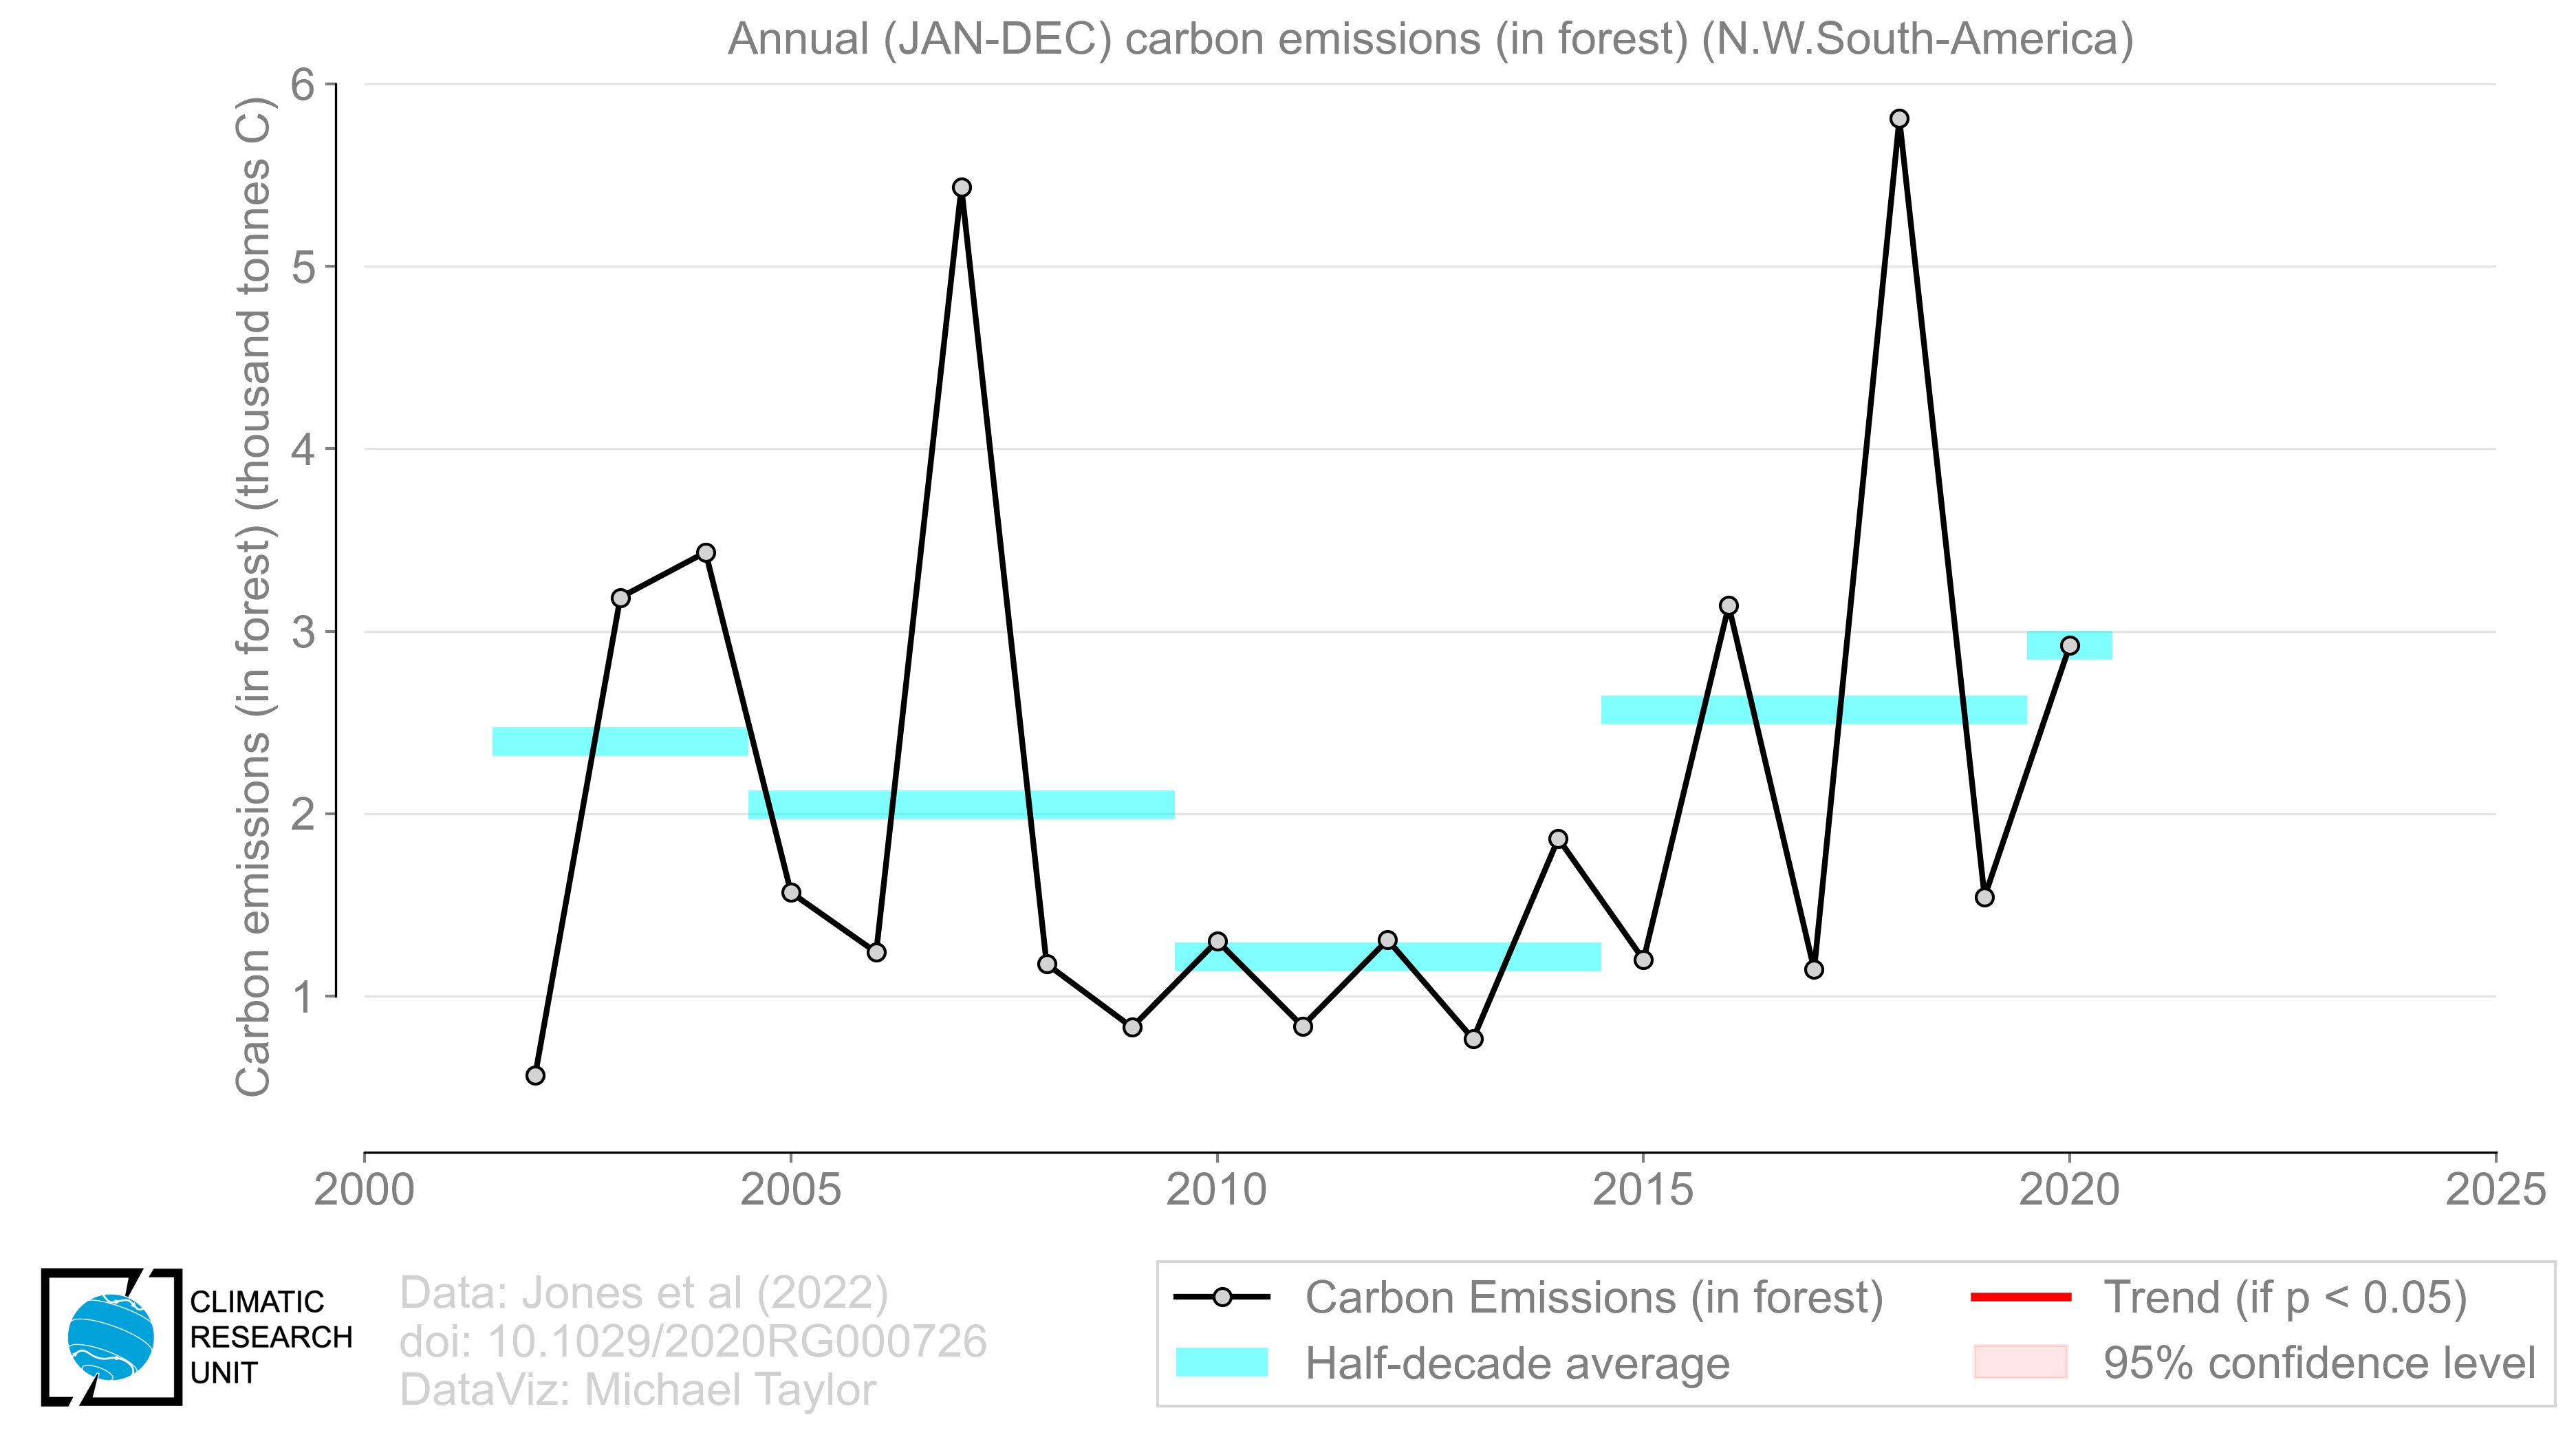 Annual (JAN-DEC) carbon emissions (in forest) (N.W.South-America)
Carbon emissions (in forest) (thousand tonnes C)
6
5
4
3
2
1
2000
2005
2010
2015
2020
2025
CLIMATIC
RESEARCH
UNIT
Data: Jones et al (2022)
doi: 10.1029/2020RG000726
DataViz: Michael Taylor
Carbon Emissions (in forest)
Half-decade average
Trend (if p < 0.05)
95% confidence level